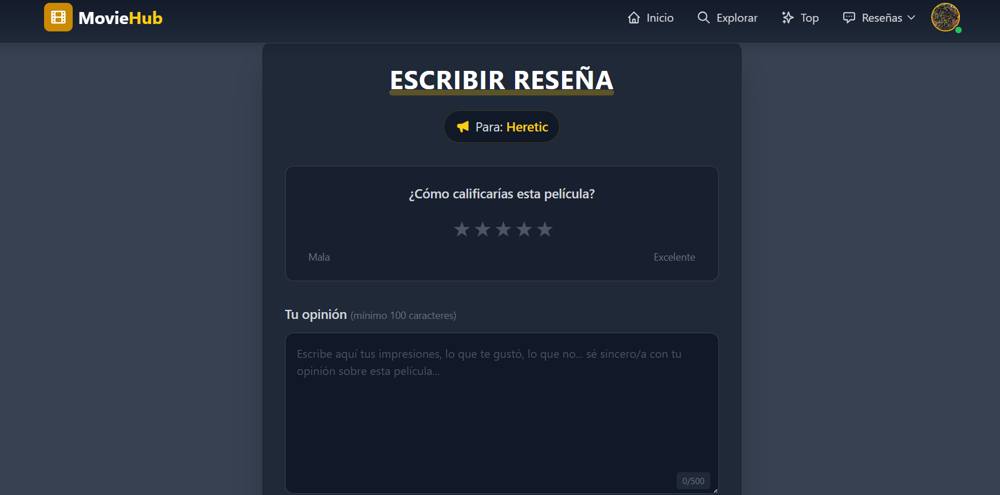 MovieHub
Inicio
Explorar
Top
Reseñas
ESCRIBIR RESEÑA
Para: Heretic
¿Cómo calificarías esta película?
Mala
Excelente
Tu opinión (mínimo 100 caracteres)
Escribe aquí tus impresiones, lo que te gustó, lo que no... sé sincero/a con tu
opinión sobre esta película...
0/500